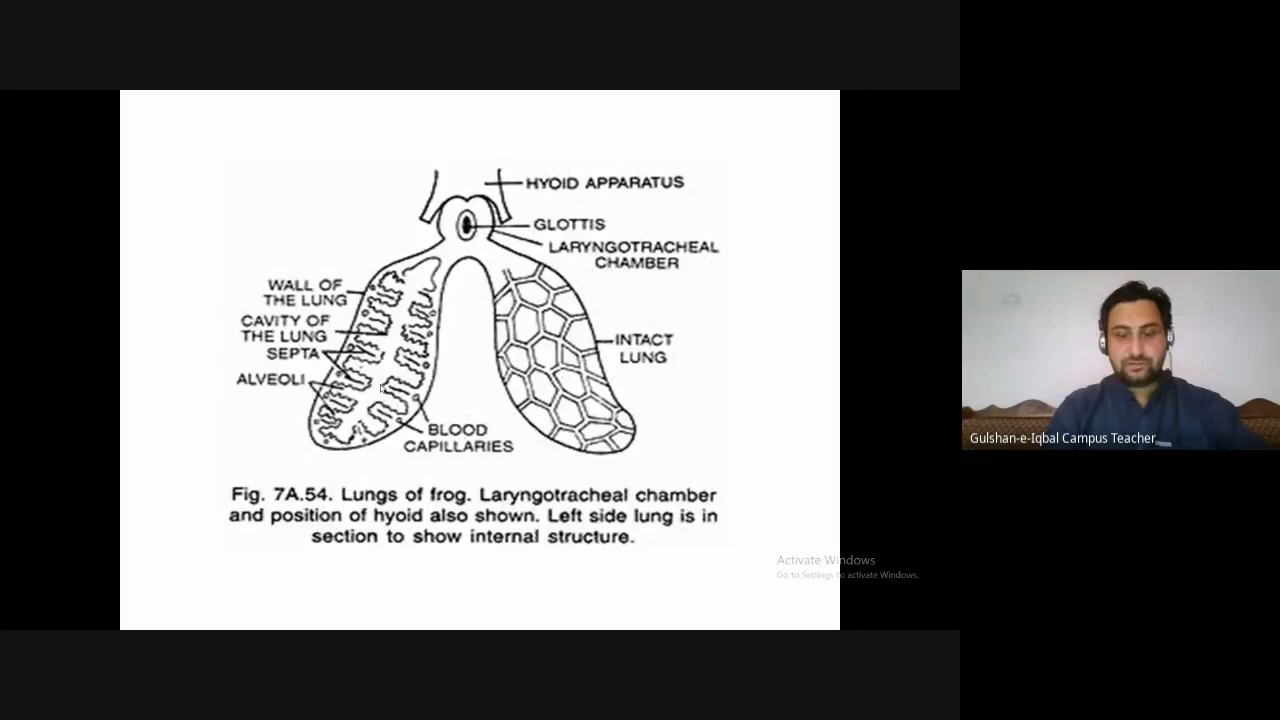 HYOID APPARATUS
GLOTTIS
LARYNGOTRACHEAL
CHAMBER
WALL OF
THE LUNG
CAVITY OF
THE LUNG
SEPTA
ALVEOLI
INTACT
LUNG
BLOOD
CAPILLARIES
Fig. 7A.54. Lungs of frog. Laryngotracheal chamber
and position of hyoid also shown. Left side lung is in
section to show internal structure.
Activate Windows
Go to Settings to activate Windows.
Gulshan-e-Iqbal Campus Teacher